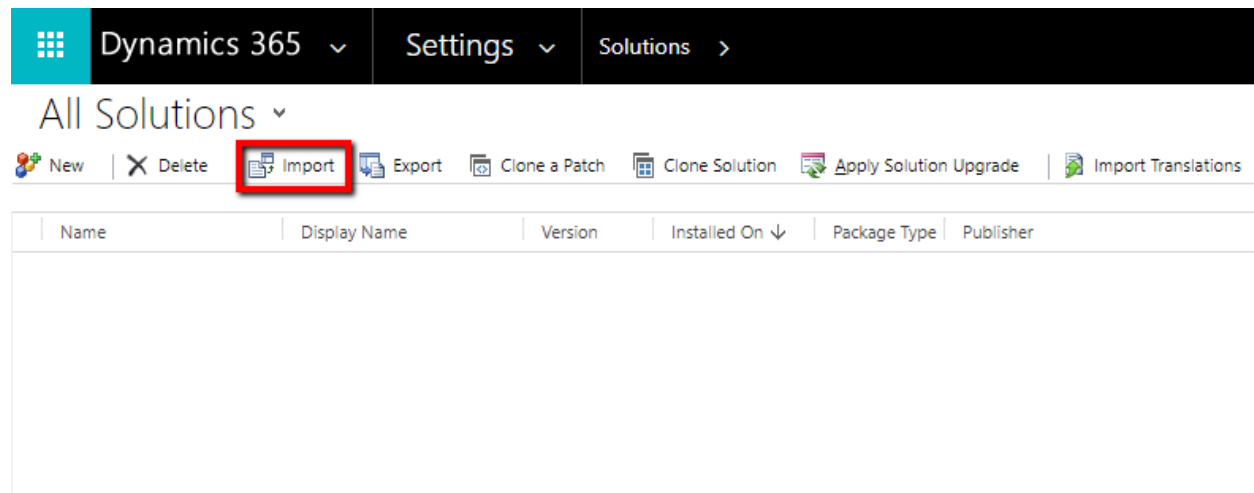 Dynamics 365 Settings Solutions
All Solutions
New Delete Import Export Clone a Patch Clone Solution Apply Solution Upgrade Import Translations
Name Display Name Version Installed On Package Type Publisher